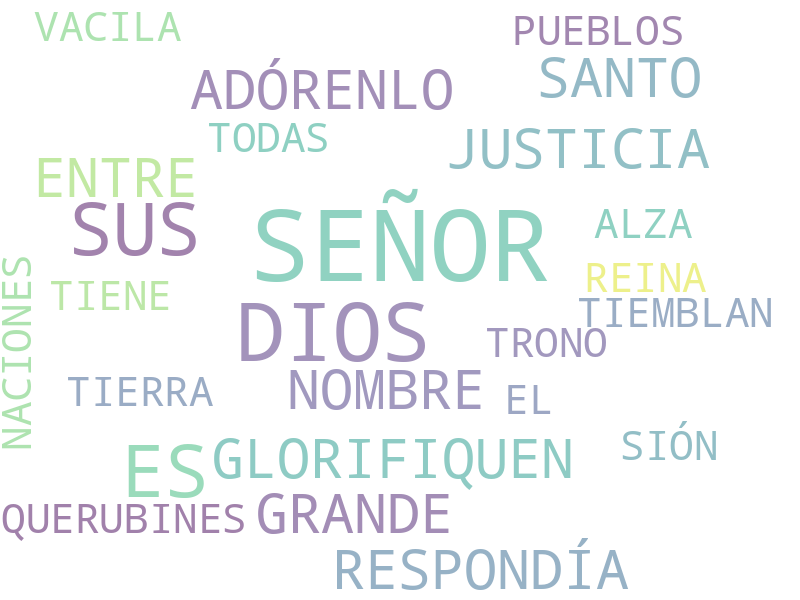 VACILA
PUEBLOS
ADÓRENLO
SANTO
TODAS
JUSTICIA
ENTRE
SUS
SEÑOR
ALZA
REINA
TIENE
NACIONES
TIEMBLAN
DIOS
TRONO
TIERRA
NOMBRE
EL
SIÓN
ES
GLORIFIQUEN
QUERUBINES
GRANDE
RESPONDÍA